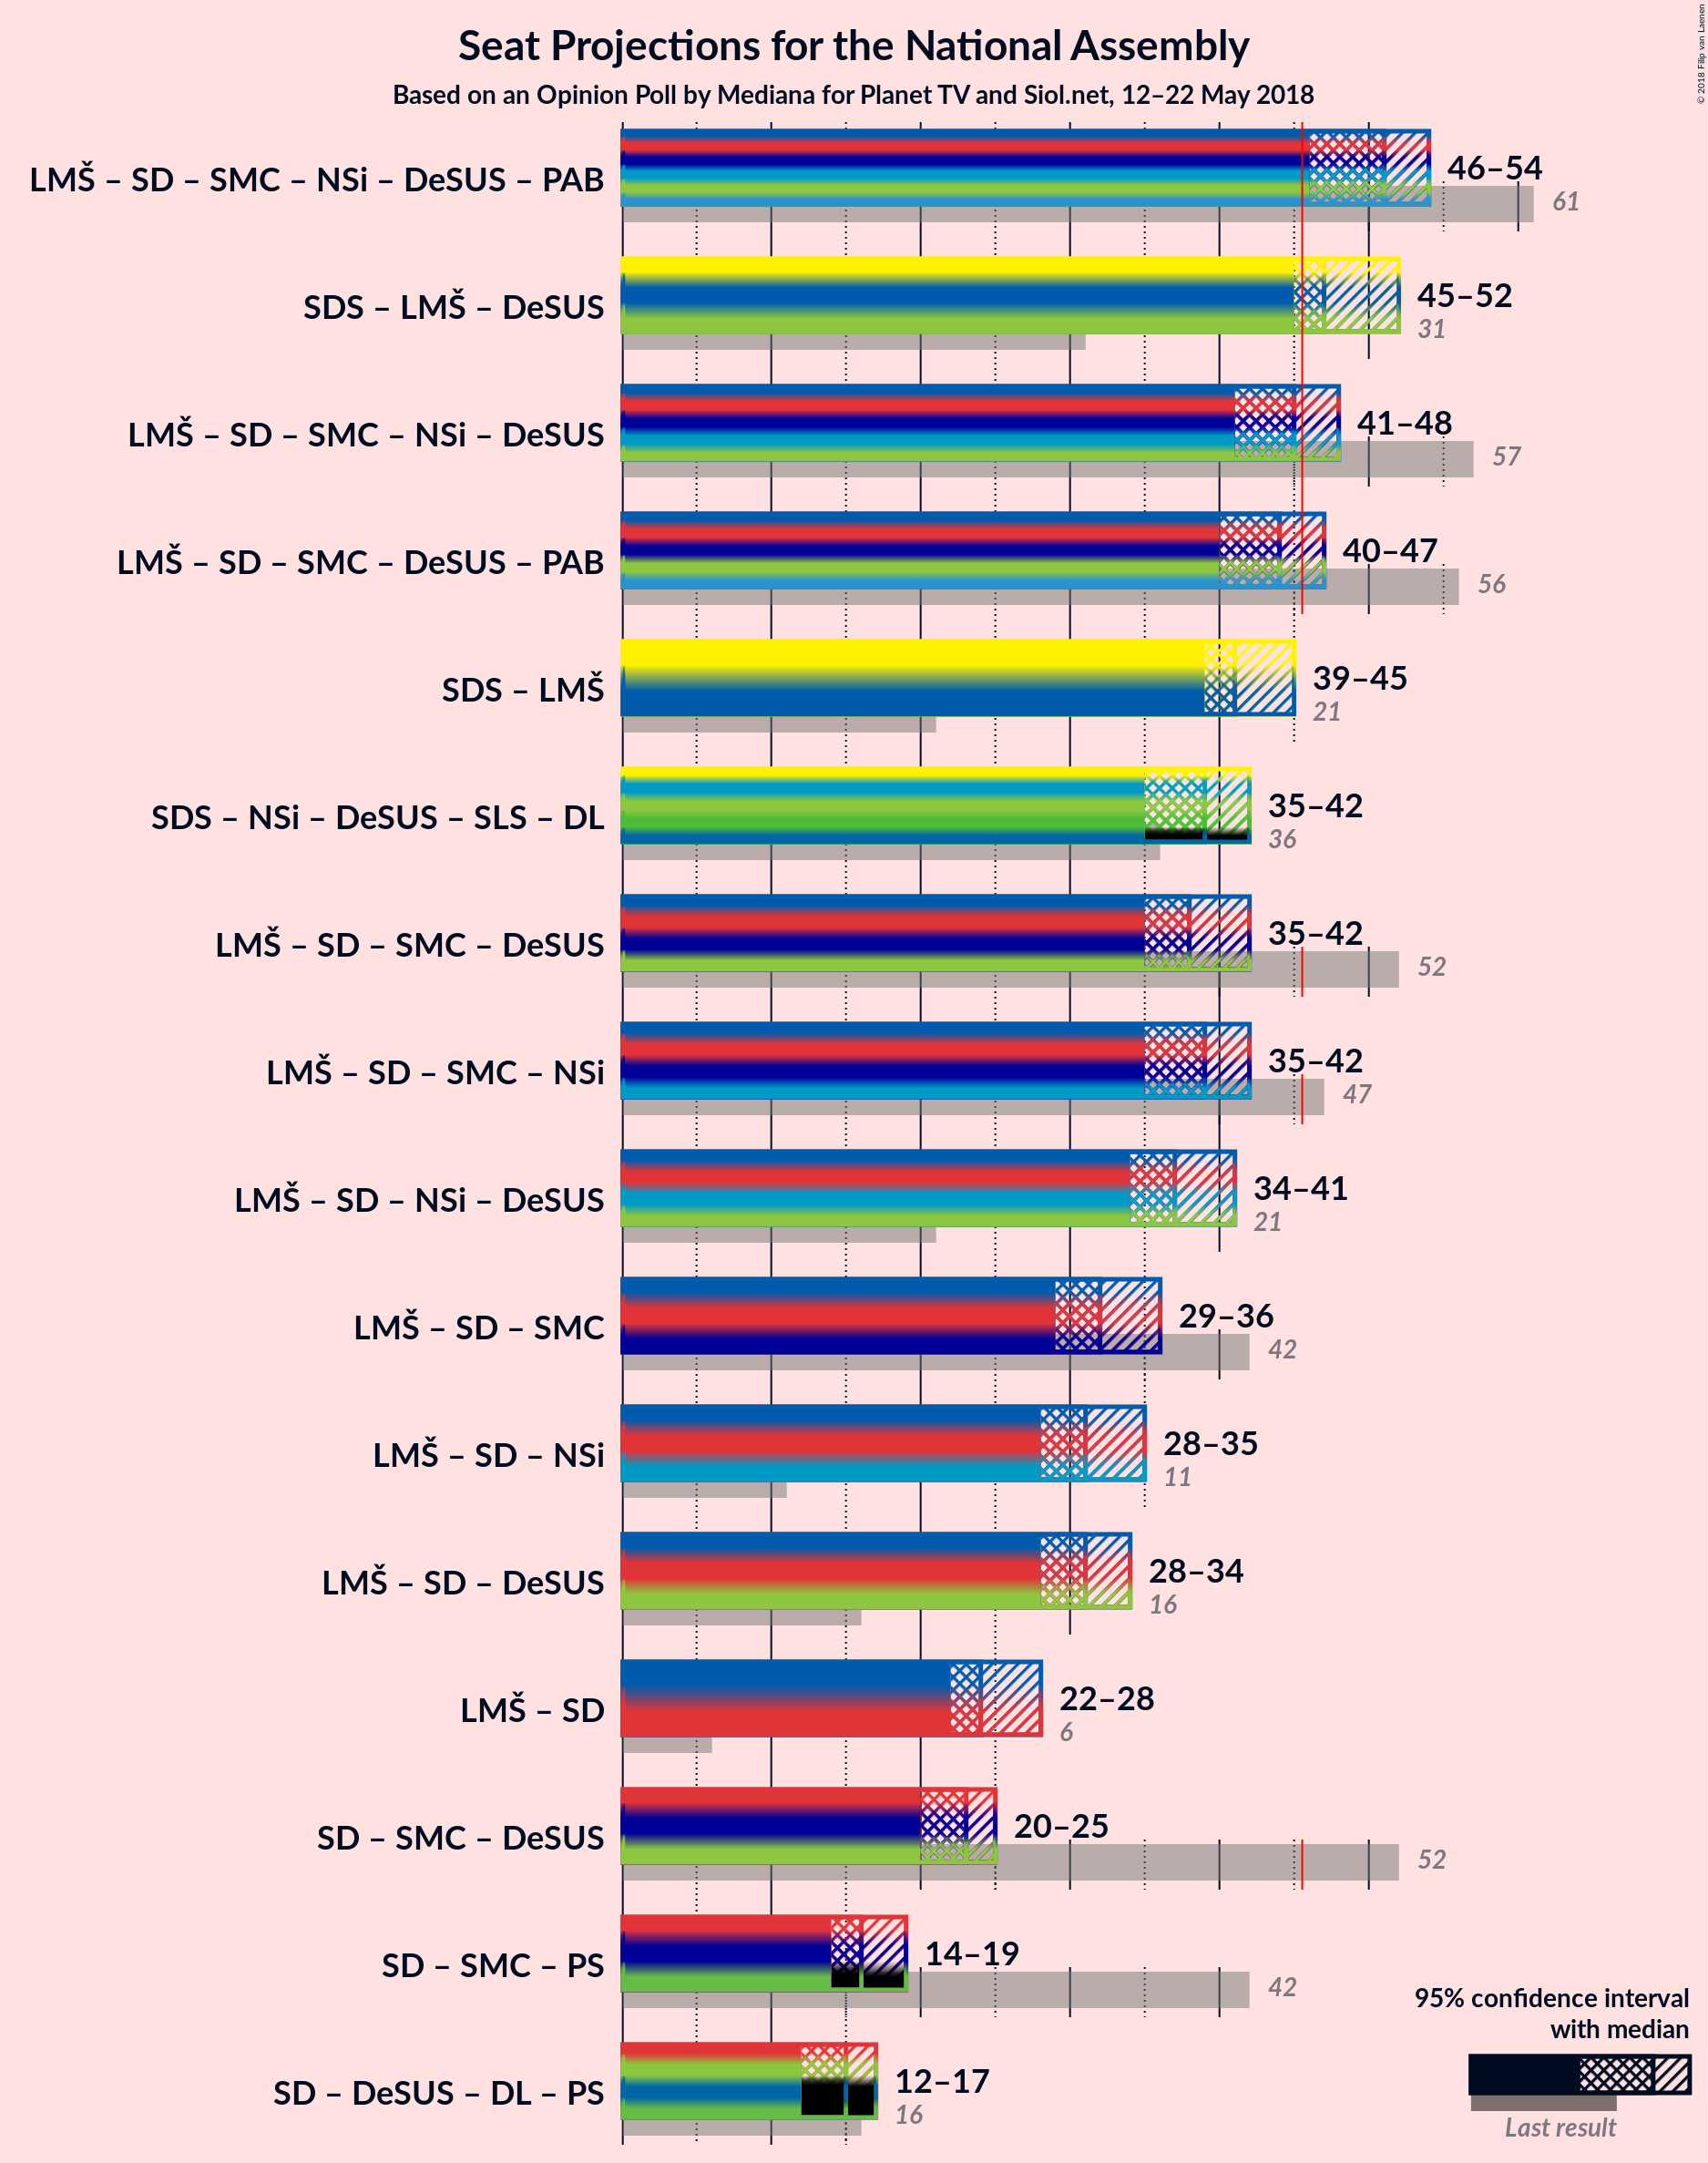 Seat Projections for the National Assembly
Based on an Opinion Poll by Mediana for Planet TV and Siol.net, 12–22 May 2018
© 2018 Filip van Laenen
LMŠ – SD – SMC – NSi – DeSUS – PAB
46–54
61
SDS – LMŠ – DeSUS
45–52
31
LMŠ – SD – SMC – NSi – DeSUS
41–48
57
LMŠ – SD – SMC – DeSUS – PAB
40–47
56
SDS – LMŠ
39–45
21
SDS – NSi – DeSUS – SLS – DL
35–42
36
LMŠ – SD – SMC – DeSUS
35–42
52
LMŠ – SD – SMC – NSi
35–42
47
LMŠ – SD – NSi – DeSUS
34–41
21
LMŠ – SD – SMC
29–36
42
LMŠ – SD – NSi
28–35
11
LMŠ – SD – DeSUS
28–34
16
LMŠ – SD
22–28
6
SD – SMC – DeSUS
20–25
52
SD – SMC – PS
14–19
42
SD – DeSUS – DL – PS
12–17
16
95% confidence interval
with median
Last result